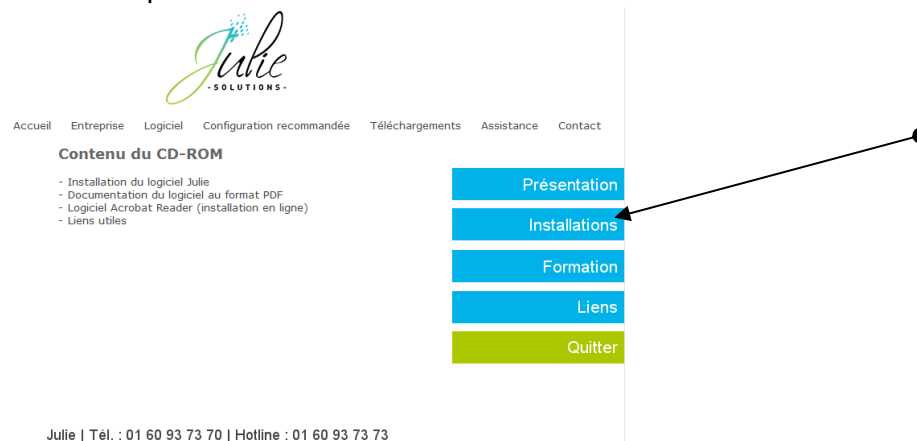 Julie
-SOLUTIONS-
Accueil Entreprise Logiciel Configuration recommandée Téléchargements Assistance Contact
Contenu du CD-ROM
- Installation du logiciel Julie
- Documentation du logiciel au format PDF
- Logiciel Acrobat Reader (installation en ligne)
- Liens utiles
Présentation
Installations
Formation
Liens
Quitter
Julie | Tél. : 01 60 93 73 70 | Hotline : 01 60 93 73 73